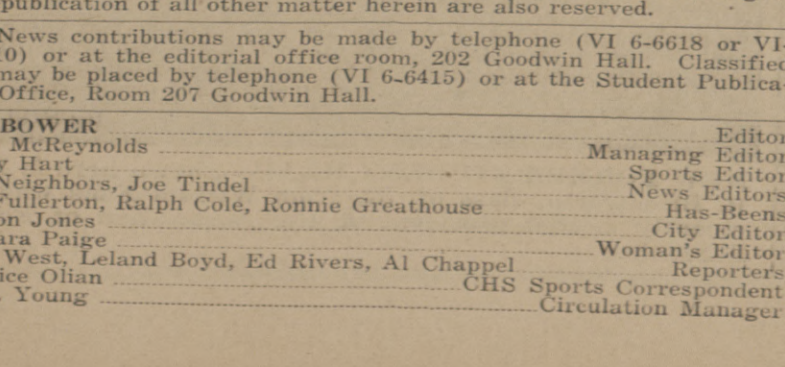 publication of all other matter herein are also reserved.
News contributions may be made by telephone (VI 6-6618 or VI-
0) or at the editorial office room, 202 Goodwin Hall. Classified
may be placed by telephone (VI 6-6415) or at the Student Publica-
Office, Room 207 Goodwin Hall.
BOWER Editor
McReynolds Managing Editor
y Hart Sports Editor
Neighbors, Joe Tindel News Editors
Fullerton, Ralph Cole, Ronnie Greathouse Has-Beens
on Jones City Editor
ara Paige Woman's Editor
West, Leland Boyd, Ed Rivers, Al Chappel Reporters
ice Olian CHS Sports Correspondent
. Young Circulation Manager